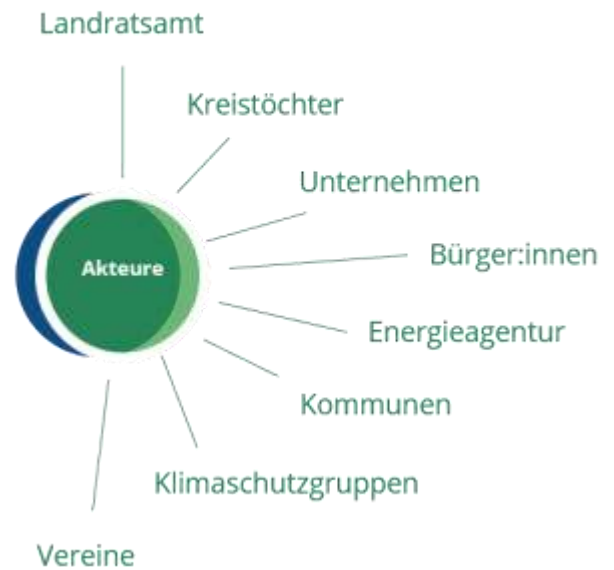 Landratsamt
Kreistöchter
Unternehmen
Bürger:innen
Akteure
Energieagentur
Kommunen
Klimaschutzgruppen
Vereine